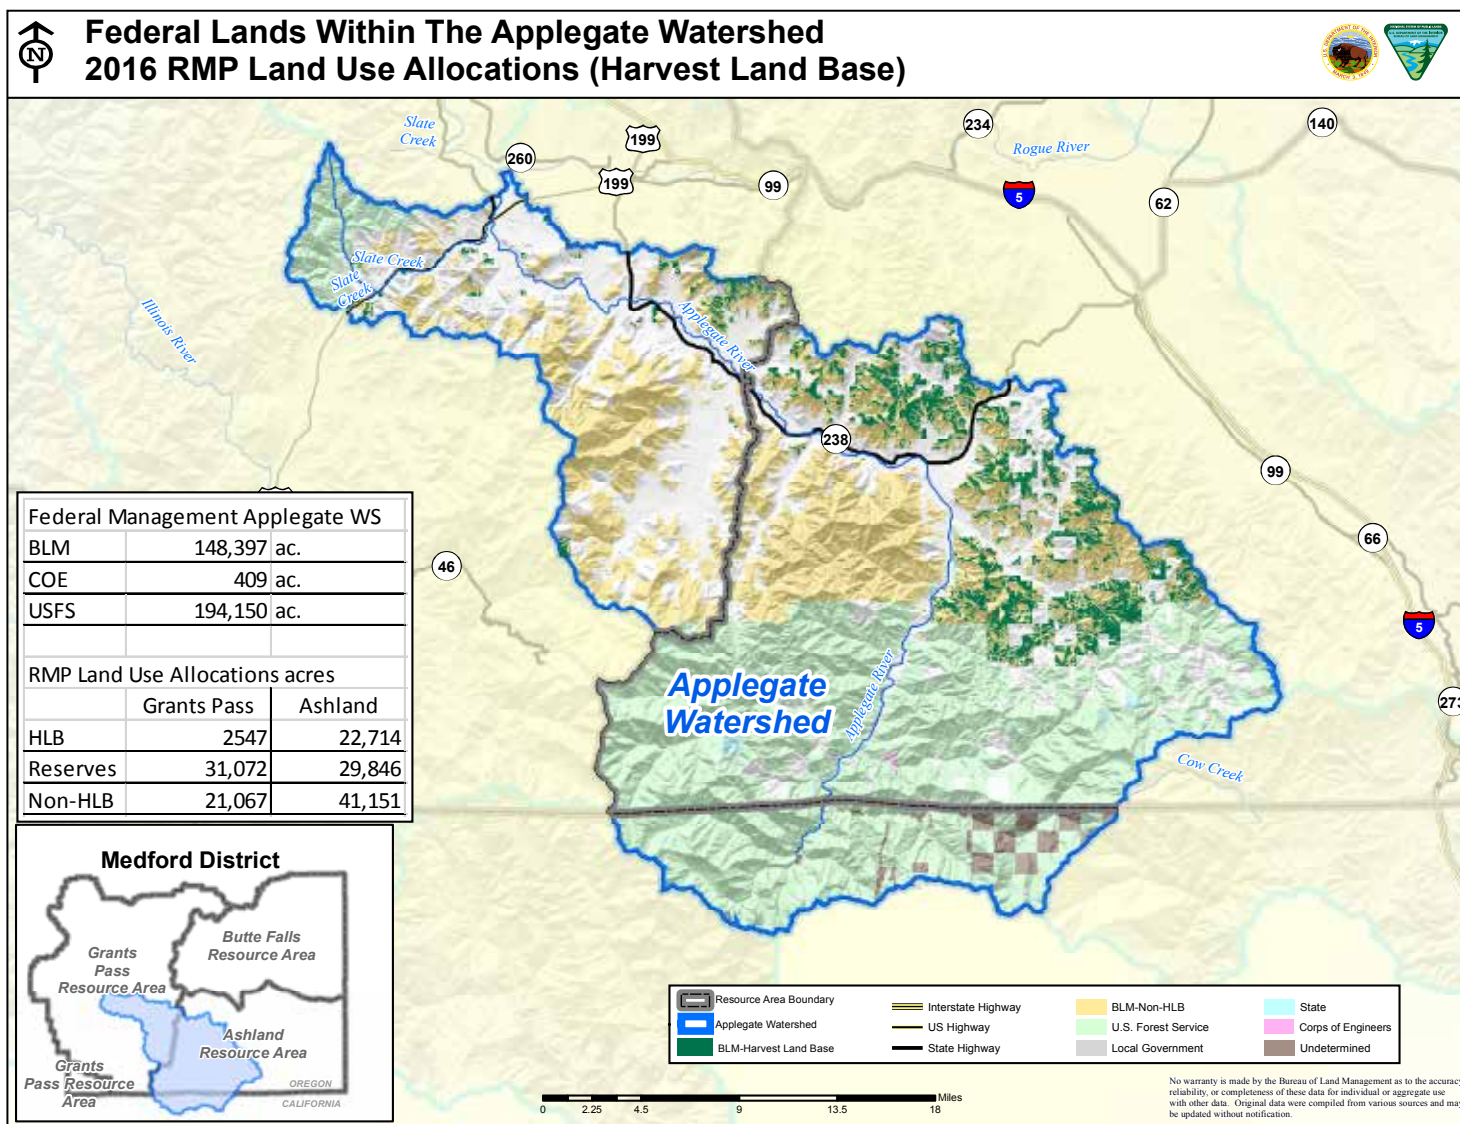 Federal Lands Within The Applegate Watershed
2016 RMP Land Use Allocations (Harvest Land Base)
N
Slate
Creek
260
199
199
99
234
Rogue River
140
5
62
Slate Creek
Slate
Creek
Illinois River
Applegate River
238
99
66
46
5
273
Applegate
Watershed
Applegate River
Cow Creek
Federal Management Applegate WS
BLM 148,397 ac.
COE 409 ac.
USFS 194,150 ac.
RMP Land Use Allocations acres
Grants Pass Ashland
HLB 2547 22,714
Reserves 31,072 29,846
Non-HLB 21,067 41,151
Medford District
Butte Falls
Resource Area
Grants
Pass
Resource Area
Ashland
Resource Area
Grants
Pass Resource
Area
OREGON
CALIFORNIA
Resource Area Boundary
Applegate Watershed
BLM-Harvest Land Base
Interstate Highway
US Highway
State Highway
BLM-Non-HLB
U.S. Forest Service
Local Government
State
Corps of Engineers
Undetermined
0 2.25 4.5 9 13.5 18
Miles
No warranty is made by the Bureau of Land Management as to the accuracy
reliability, or completeness of these data for individual or aggregate use
with other data. Original data were compiled from various sources and may
be updated without notification.